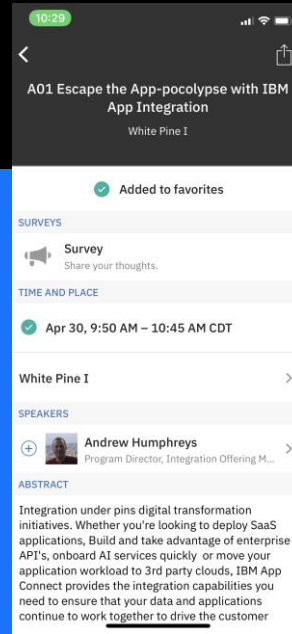 10:29
A01 Escape the App-pocolypse with IBM
App Integration
White Pine I
Added to favorites
SURVEYS
Survey
Share your thoughts.
TIME AND PLACE
Apr 30, 9:50 AM – 10:45 AM CDT
White Pine I
SPEAKERS
Andrew Humphreys
Program Director, Integration Offering M...
ABSTRACT
Integration under pins digital transformation
initiatives. Whether you're looking to deploy SaaS
applications, Build and take advantage of enterprise
API's, onboard AI services quickly or move your
application workload to 3rd party clouds, IBM App
Connect provides the integration capabilities you
need to ensure that your data and applications
continue to work together to drive the customer